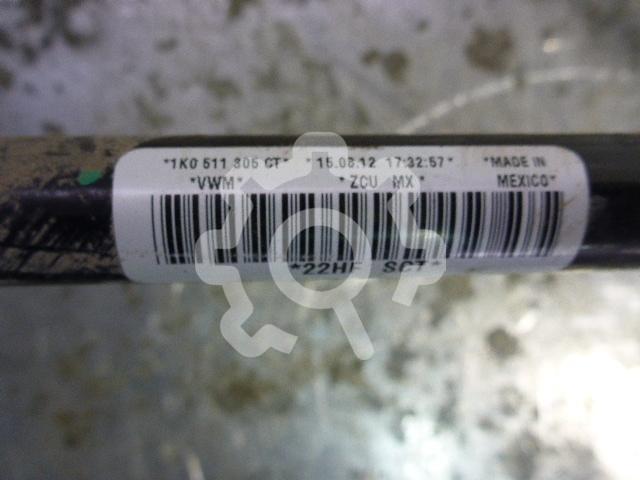 *1K0 511 305 CT* *15.08.12 17:32:57* *MADE IN
*VWM* *ZCU MX* MEXICO*
*22HF SCT*